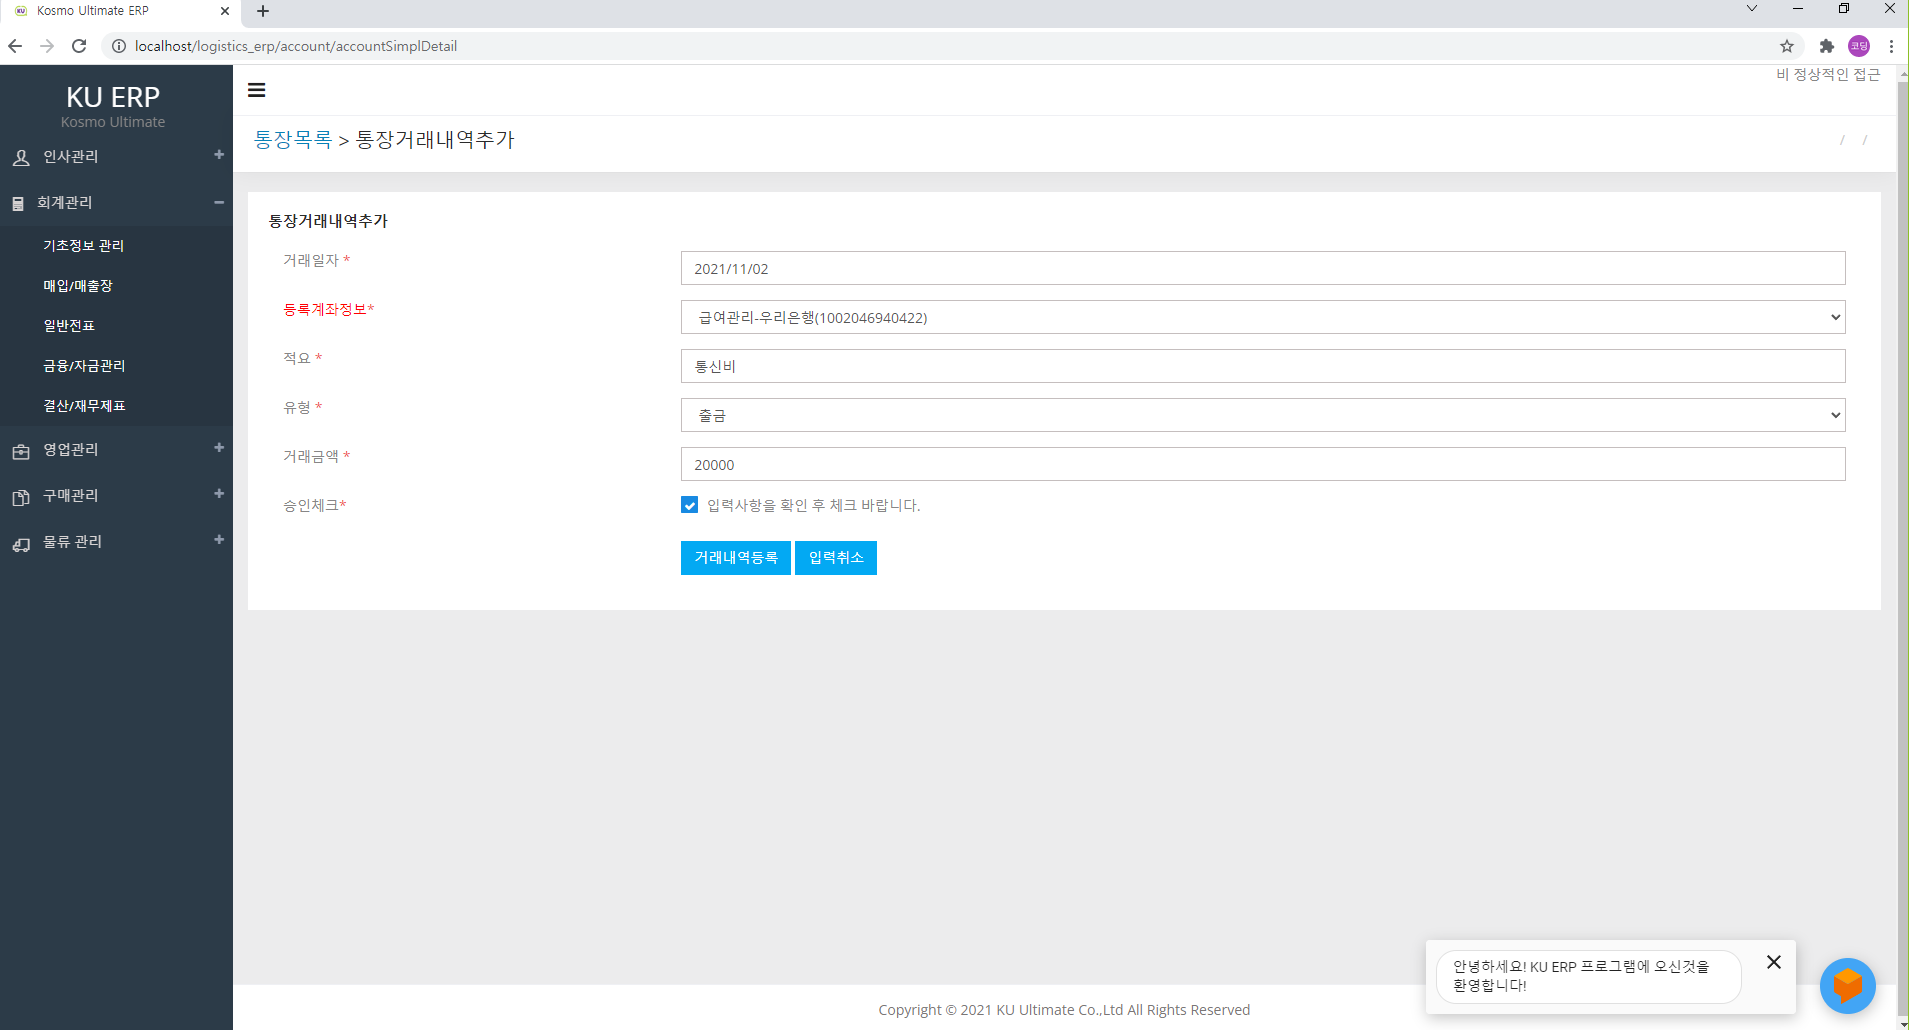 Kosmo Ultimate ERP
localhost/logistics_erp/account/accountSimplDetail
코딩
KU ERP
Kosmo Ultimate
인사관리
회계관리
기초정보 관리
매입/매출장
일반전표
금융/자금관리
결산/재무제표
영업관리
구매관리
물류 관리
비 정상적인 접근
통장목록 > 통장거래내역추가
/ /
통장거래내역추가
거래일자 *
2021/11/02
등록계좌정보*
급여관리-우리은행(1002046940422)
적요 *
통신비
유형 *
출금
거래금액 *
20000
승인체크*
입력사항을 확인 후 체크 바랍니다.
거래내역등록 입력취소
안녕하세요! KU ERP 프로그램에 오신것을
환영합니다!
Copyright © 2021 KU Ultimate Co.,Ltd All Rights Reserved